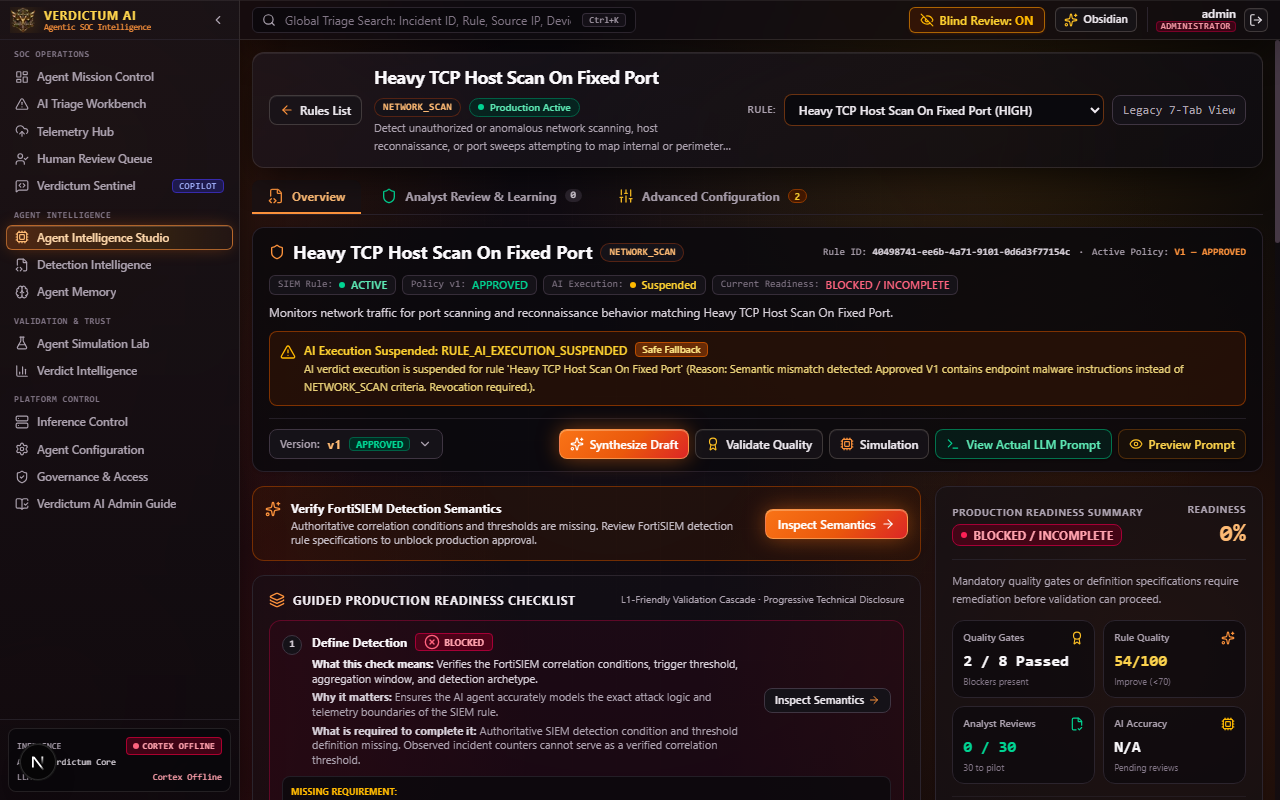 VERDICTUM AI
Agentic SOC Intelligence
Global Triage Search: Incident ID, Rule, Source IP, Devi
Ctrl+K
Blind Review: ON
Obsidian
admin
ADMINISTRATOR
SOC OPERATIONS
Agent Mission Control
AI Triage Workbench
Telemetry Hub
Human Review Queue
Verdictum Sentinel
COPILOT
AGENT INTELLIGENCE
Agent Intelligence Studio
Detection Intelligence
Agent Memory
VALIDATION & TRUST
Agent Simulation Lab
Verdict Intelligence
PLATFORM CONTROL
Inference Control
Agent Configuration
Governance & Access
Verdictum AI Admin Guide
CORTEX OFFLINE
rdictum Core
Cortex Offline
N
Rules List
Heavy TCP Host Scan On Fixed Port
NETWORK_SCAN
Production Active
Detect unauthorized or anomalous network scanning, host
reconnaissance, or port sweeps attempting to map internal or perimeter...
RULE:
Heavy TCP Host Scan On Fixed Port (HIGH)
Legacy 7-Tab View
Overview
Analyst Review & Learning
0
Advanced Configuration
2
Heavy TCP Host Scan On Fixed Port
NETWORK_SCAN
Rule ID: 40498741-ee6b-4a71-9101-0d6d3f77154c · Active Policy: V1 — APPROVED
SIEM Rule: ACTIVE
Policy v1: APPROVED
AI Execution: Suspended
Current Readiness: BLOCKED / INCOMPLETE
Monitors network traffic for port scanning and reconnaissance behavior matching Heavy TCP Host Scan On Fixed Port.
AI Execution Suspended: RULE_AI_EXECUTION_SUSPENDED
Safe Fallback
AI verdict execution is suspended for rule 'Heavy TCP Host Scan On Fixed Port' (Reason: Semantic mismatch detected: Approved V1 contains endpoint malware instructions instead of
NETWORK_SCAN criteria. Revocation required.).
Version: v1 APPROVED
Synthesize Draft
Validate Quality
Simulation
View Actual LLM Prompt
Preview Prompt
Verify FortiSIEM Detection Semantics
Authoritative correlation conditions and thresholds are missing. Review FortiSIEM detection
rule specifications to unblock production approval.
Inspect Semantics
GUIDED PRODUCTION READINESS CHECKLIST
L1-Friendly Validation Cascade · Progressive Technical Disclosure
1
Define Detection
BLOCKED
What this check means: Verifies the FortiSIEM correlation conditions, trigger threshold,
aggregation window, and detection archetype.
Why it matters: Ensures the AI agent accurately models the exact attack logic and
telemetry boundaries of the SIEM rule.
What is required to complete it: Authoritative SIEM detection condition and threshold
definition missing. Observed incident counters cannot serve as a verified correlation
threshold.
Inspect Semantics
MISSING REQUIREMENT:
PRODUCTION READINESS SUMMARY
BLOCKED / INCOMPLETE
READINESS
0%
Mandatory quality gates or definition specifications require
remediation before validation can proceed.
Quality Gates
2 / 8 Passed
Blockers present
Rule Quality
54/100
Improve (<70)
Analyst Reviews
0 / 30
30 to pilot
AI Accuracy
N/A
Pending reviews